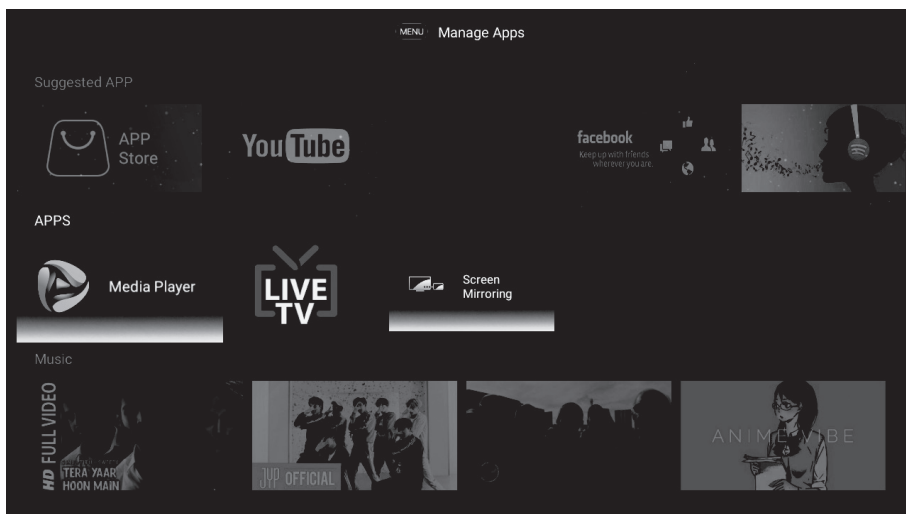 MENU Manage Apps
Suggested APP
APP
Store
YouTube
facebook
Keep up with friends
wherever you are.
APPS
Media Player
LIVE
TV
Screen
Mirroring
Music
HD FULL VIDEO
TERA YAAR
HOON MAIN
JYP OFFICIAL
ANIME VIBE